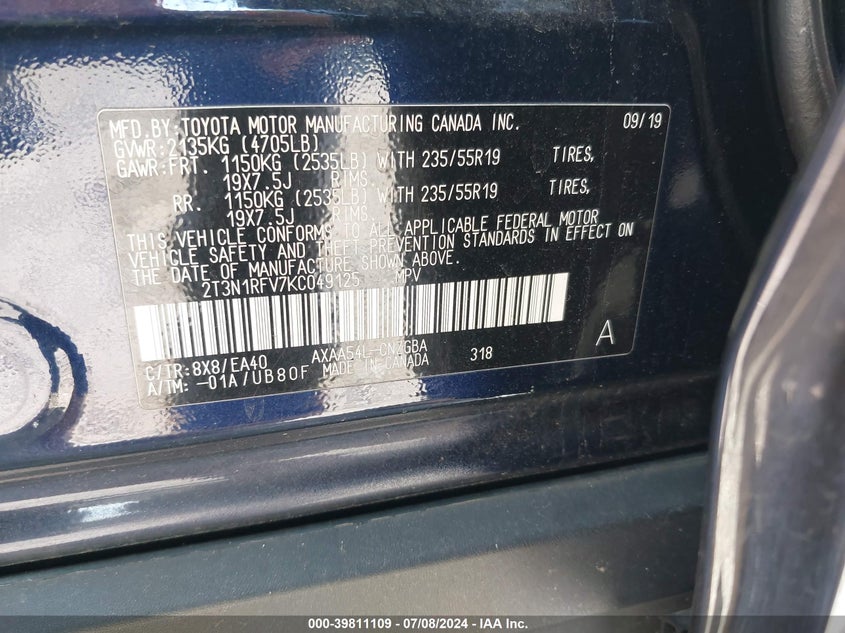 MFD.BY:TOYOTA MOTOR MANUFACTURING CANADA INC. 09/19
GVWR:2135KG (4705LB)
GAWR:FRT. 1150KG (2535LB) WITH 235/55R19 TIRES,
19X7.5J RIMS.
RR. 1150KG (2535LB) WITH 235/55R19 TIRES,
19X7.5J RIMS.
THIS VEHICLE CONFORMS TO ALL APPLICABLE FEDERAL MOTOR
VEHICLE SAFETY AND THEFT PREVENTION STANDARDS IN EFFECT ON
THE DATE OF MANUFACTURE SHOWN ABOVE.
2T3N1RFV7KC049125 MPV
A
C/TR:8X8/EA40 AXAA54L-CNZGBA 318
A/TM: -01A/UB80F MADE IN CANADA
000-39811109 - 07/08/2024 - IAA Inc.